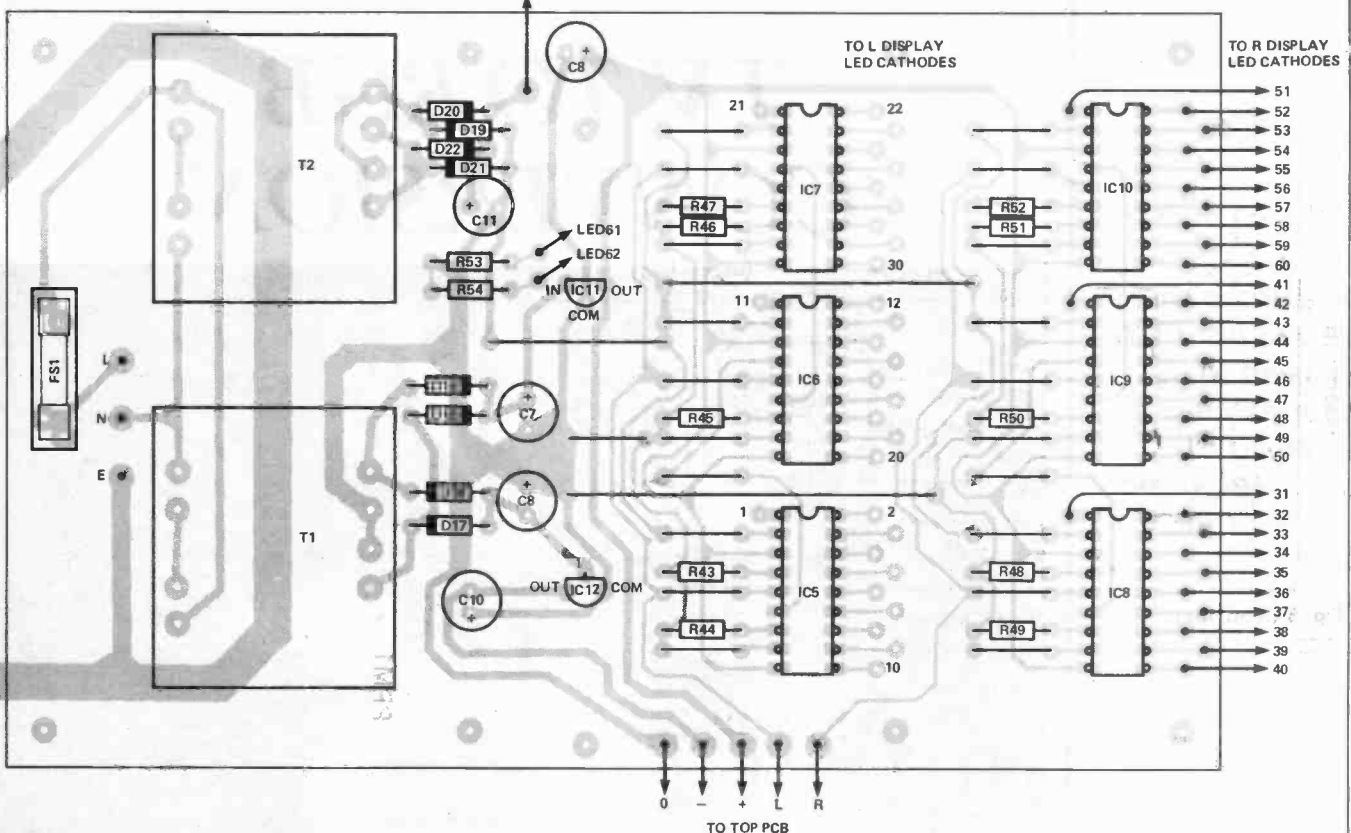 TO L DISPLAY
LED CATHODES
TO R DISPLAY
LED CATHODES
+
C8
51
52
53
54
55
56
57
58
59
60
41
42
43
44
45
46
47
48
49
50
31
32
33
34
35
36
37
38
39
40
21
22
30
11
12
20
1
2
10
T2
D20
D19
D22
D21
+
C11
LED61
LED62
R53
R54
IN
IC11
OUT
COM
FS1
L
N
E
+
C7
+
C8
D17
T1
OUT
IC12
COM
C10
+
IC7
R47
R46
IC6
R45
IC5
R43
R44
IC10
R52
R51
IC9
R50
IC8
R48
R49
0
–
+
L
R
TO TOP PCB